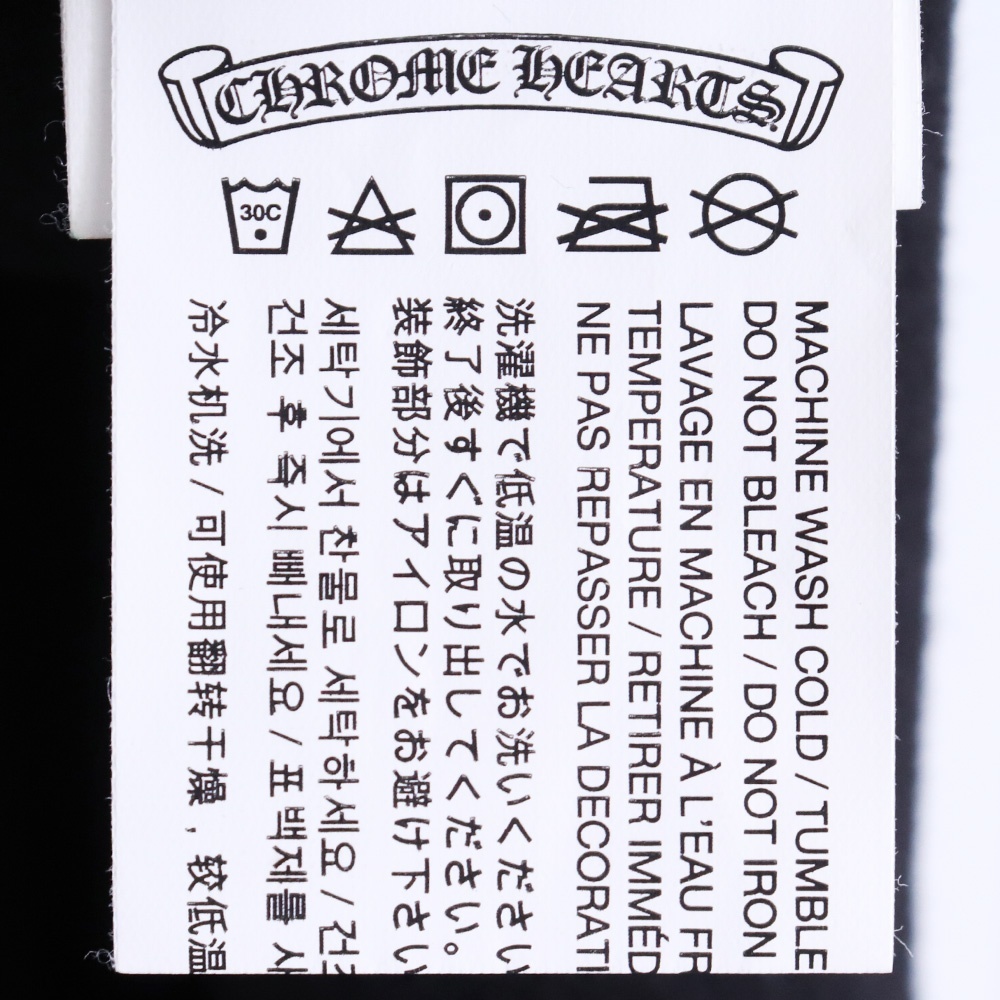 CHROME HEARTS
30C
MACHINE WASH COLD / TUMBLE
DO NOT BLEACH / DO NOT IRON
LAVAGE EN MACHINE À L'EAU FR
TEMPERATURE / RETIRER IMMÉD
NE PAS REPASSER LA DECORATI
洗濯機で低温の水でお洗いください
終了後すぐに取り出してください。
装飾部分はアイロンをお避け下さい
세탁기에서 찬물로 세탁하세요 / 건조
건조 후 즉시 빼내세요 / 표백제를 사
冷水机洗 / 可使用翻转干燥，较低温